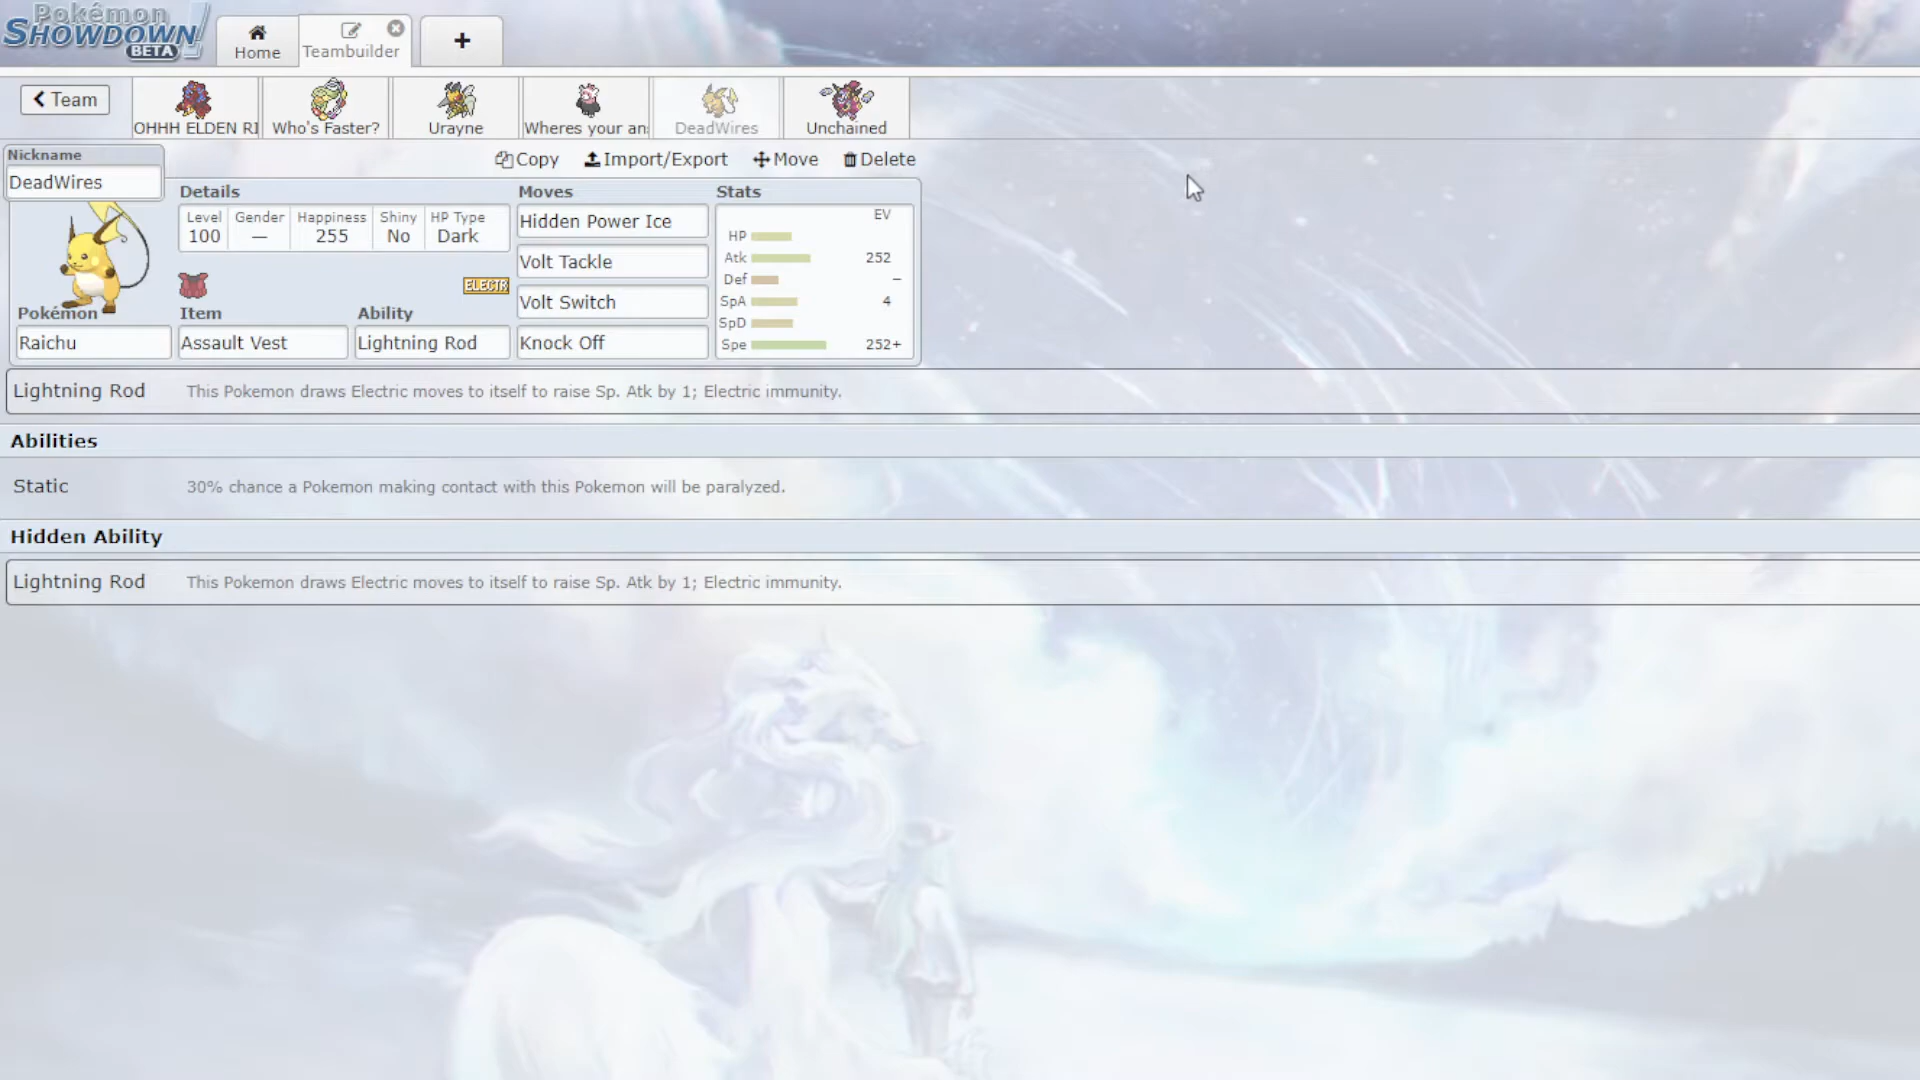 Pokémon
SHOWDOWN
BETA
Home
Teambuilder
+
Team
OHHH ELDEN RI
Who's Faster?
Urayne
Wheres your an
DeadWires
Unchained
Copy
Import/Export
Move
Delete
Nickname
DeadWires
Details
Level
100
Gender
—
Happiness
255
Shiny
No
HP Type
Dark
ELECTR
Pokémon
Raichu
Item
Assault Vest
Ability
Lightning Rod
Moves
Hidden Power Ice
Volt Tackle
Volt Switch
Knock Off
Stats
EV
HP
Atk 252
Def –
SpA 4
SpD
Spe 252+
Lightning Rod This Pokemon draws Electric moves to itself to raise Sp. Atk by 1; Electric immunity.
Abilities
Static 30% chance a Pokemon making contact with this Pokemon will be paralyzed.
Hidden Ability
Lightning Rod This Pokemon draws Electric moves to itself to raise Sp. Atk by 1; Electric immunity.